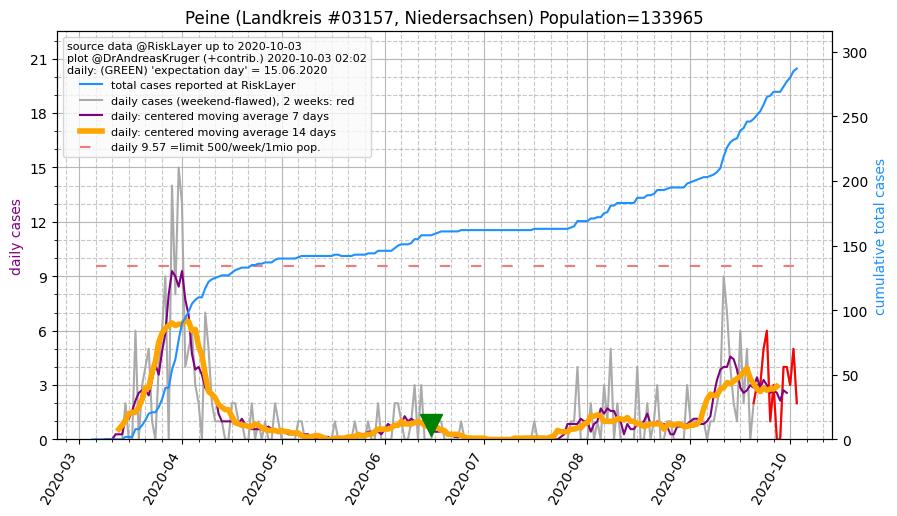 Peine (Landkreis #03157, Niedersachsen) Population=133965
source data @RiskLayer up to 2020-10-03
plot @DrAndreasKruger (+contrib.) 2020-10-03 02:02
daily: (GREEN) 'expectation day' = 15.06.2020
total cases reported at RiskLayer
daily cases (weekend-flawed), 2 weeks: red
daily: centered moving average 7 days
daily: centered moving average 14 days
daily 9.57 =limit 500/week/1mio pop.
daily cases
21
18
15
12
9
6
3
0
cumulative total cases
300
250
200
150
100
50
0
2020-03
2020-04
2020-05
2020-06
2020-07
2020-08
2020-09
2020-10